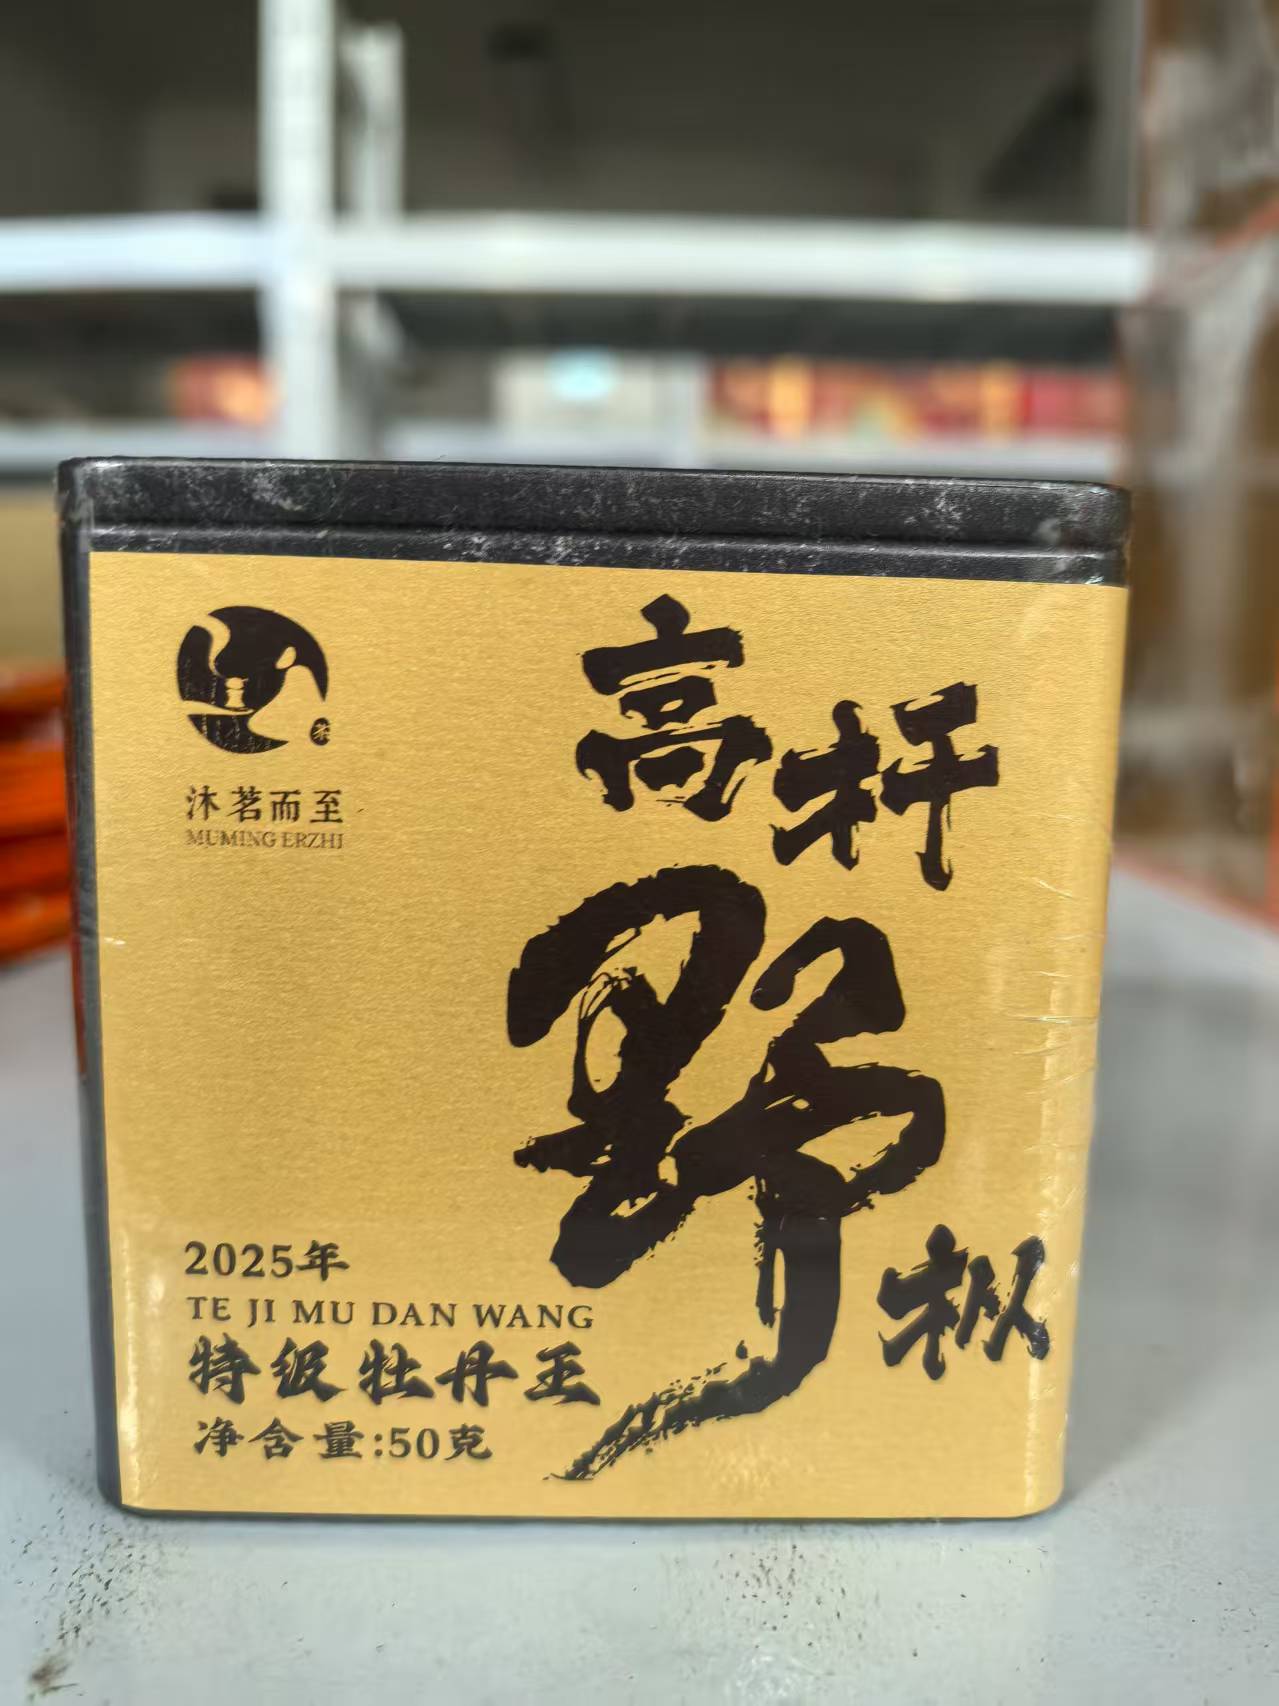 茶
沐茗而至
MUMING ERZHI
高杆
野
枞
2025年
TE JI MU DAN WANG
特级牡丹王
净含量:50克